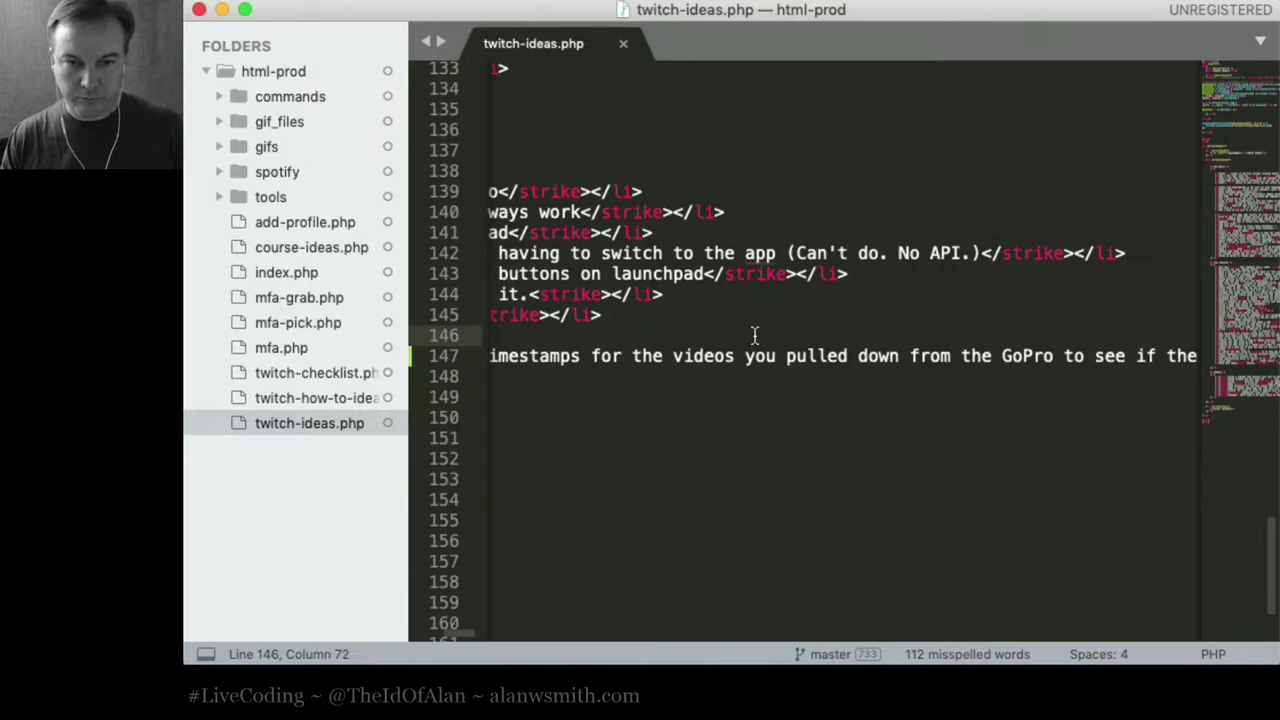 twitch-ideas.php — html-prod
UNREGISTERED
FOLDERS
html-prod
commands
gif_files
gifs
spotify
tools
add-profile.php
course-ideas.php
index.php
mfa-grab.php
mfa-pick.php
mfa.php
twitch-checklist.ph
twitch-how-to-idea
twitch-ideas.php
twitch-ideas.php
133 i>
134
135
136
137
138
139 o</strike></li>
140 ways work</strike></li>
141 ad</strike></li>
142 having to switch to the app (Can't do. No API.)</strike></li>
143 buttons on launchpad</strike></li>
144 it.<strike></li>
145 trike></li>
146
147 imestamps for the videos you pulled down from the GoPro to see if the
148
149
150
151
152
153
154
155
156
157
158
159
160
Line 146, Column 72
master 733
112 misspelled words
Spaces: 4
PHP
#LiveCoding ~ @TheIdOfAlan ~ alanwsmith.com